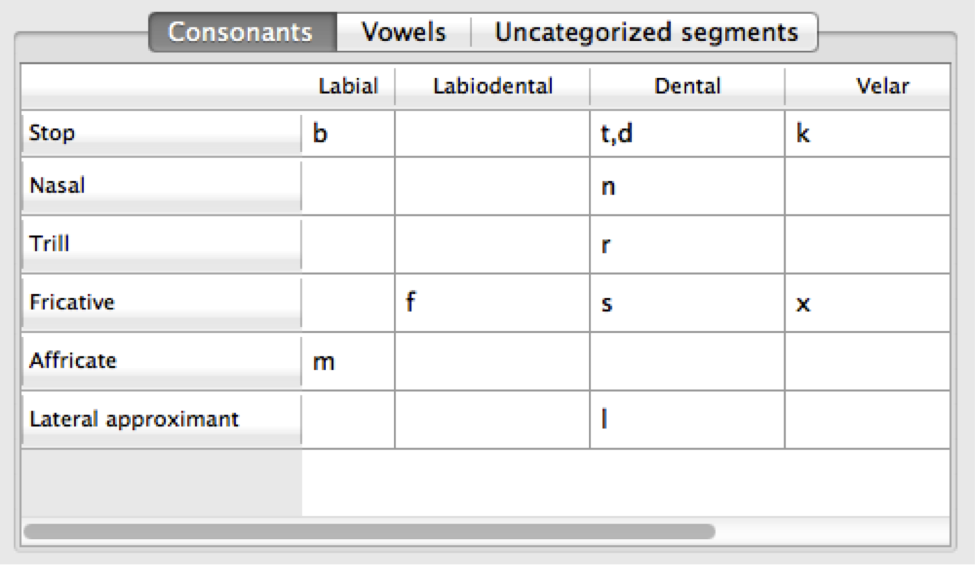 Consonants Vowels Uncategorized segments
Labial Labiodental Dental Velar
Stop b t,d k
Nasal n
Trill r
Fricative f s x
Affricate m
Lateral approximant l